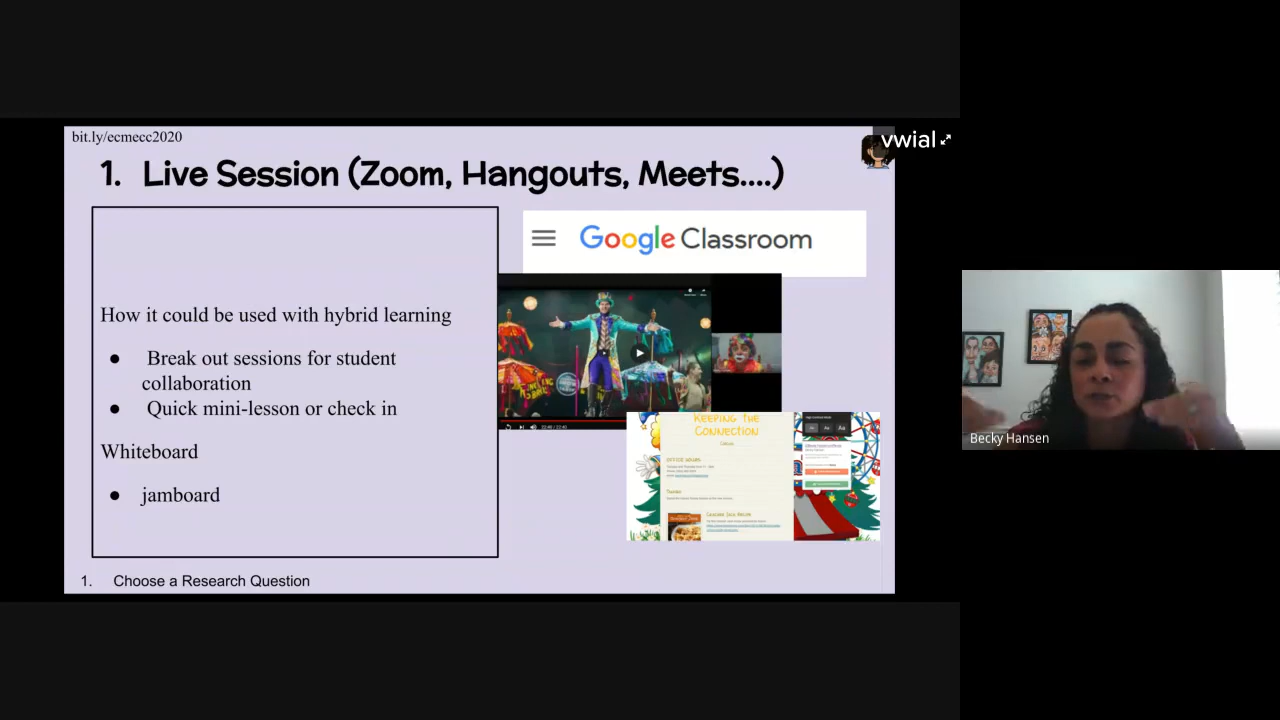 bit.ly/ecmecc2020
vwial
1. Live Session (Zoom, Hangouts, Meets....)
Google Classroom
How it could be used with hybrid learning
● Break out sessions for student
collaboration
● Quick mini-lesson or check in
Whiteboard
● jamboard
KEEPING THE
CONNECTION
OFFICE HOURS
Becky Hansen
1. Choose a Research Question